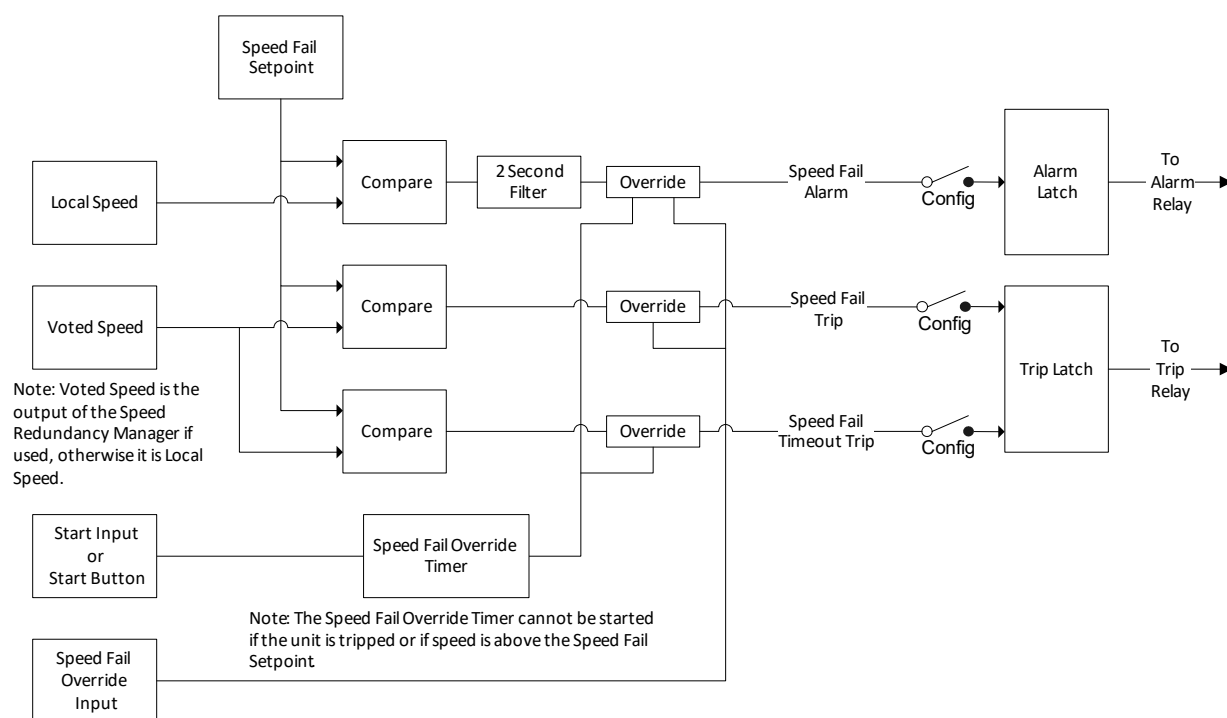 Speed Fail
Setpoint
Local Speed
Compare
2 Second
Filter
Override
Speed Fail
Alarm
Config
Alarm
Latch
To
Alarm
Relay
Voted Speed
Compare
Override
Speed Fail
Trip
Config
Trip Latch
To
Trip
Relay
Note: Voted Speed is the
output of the Speed
Redundancy Manager if
used, otherwise it is Local
Speed.
Compare
Override
Speed Fail
Timeout Trip
Config
Start Input
or
Start Button
Speed Fail Override
Timer
Note: The Speed Fail Override Timer cannot be started
if the unit is tripped or if speed is above the Speed Fail
Setpoint.
Speed Fail
Override
Input